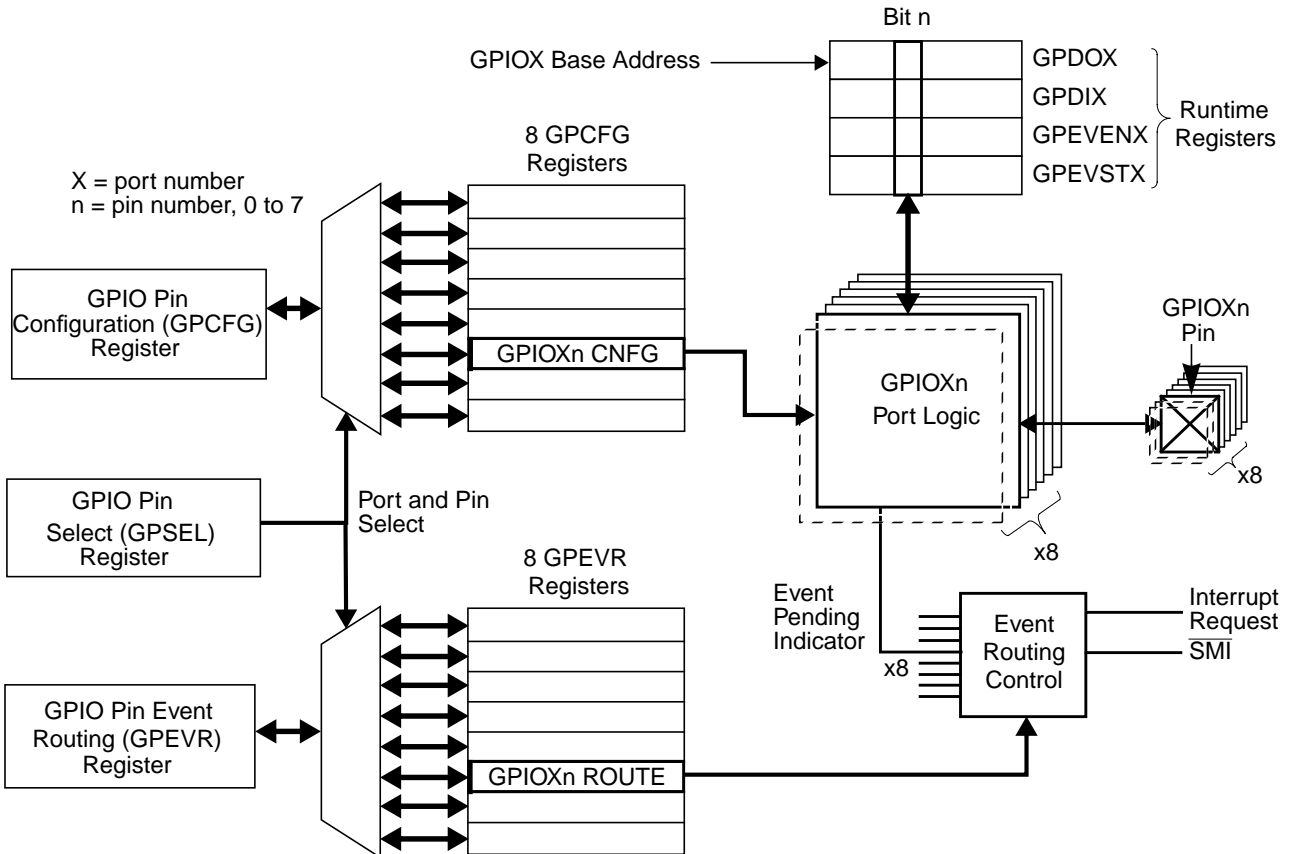 Bit n
GPIOX Base Address
GPDOX
GPDIX
GPEVENX
GPEVSTX
Runtime
Registers
8 GPCFG
Registers
X = port number
n = pin number, 0 to 7
GPIO Pin
Configuration (GPCFG)
Register
GPIOXn CNFG
GPIOXn
Port Logic
x8
GPIOXn
Pin
x8
GPIO Pin
Select (GPSEL)
Register
Port and Pin
Select
8 GPEVR
Registers
Event
Pending
Indicator
x8
Event
Routing
Control
Interrupt
Request
SMI
GPIO Pin Event
Routing (GPEVR)
Register
GPIOXn ROUTE